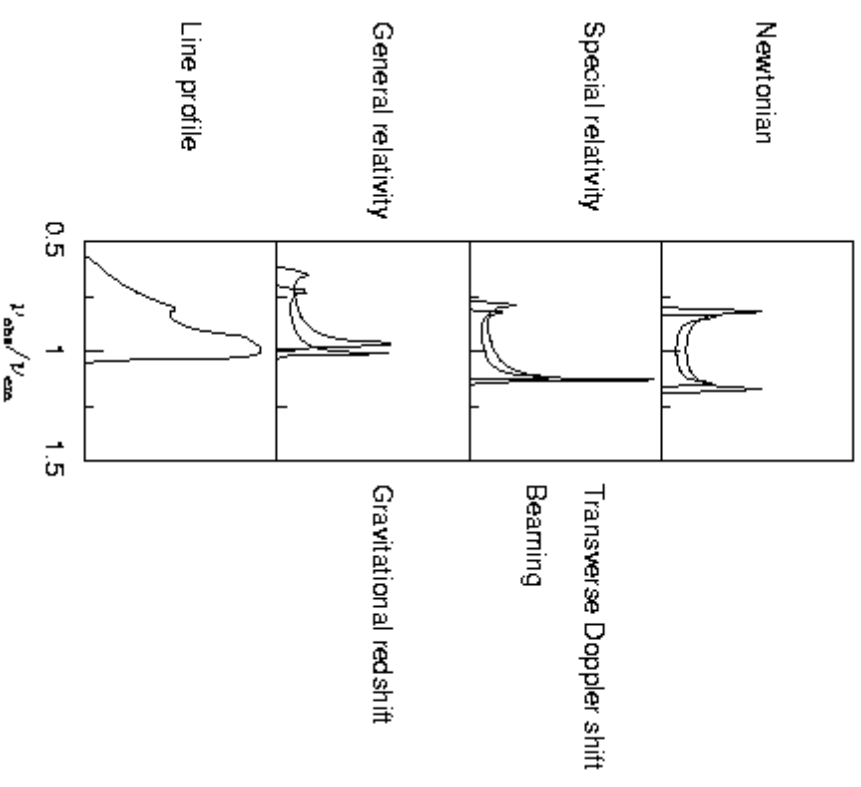 Newtonian
Special relativity
Transverse Doppler shift
Beaming
General relativity
Gravitational redshift
Line profile
0.5
1
1.5
ν_obs/ν_em